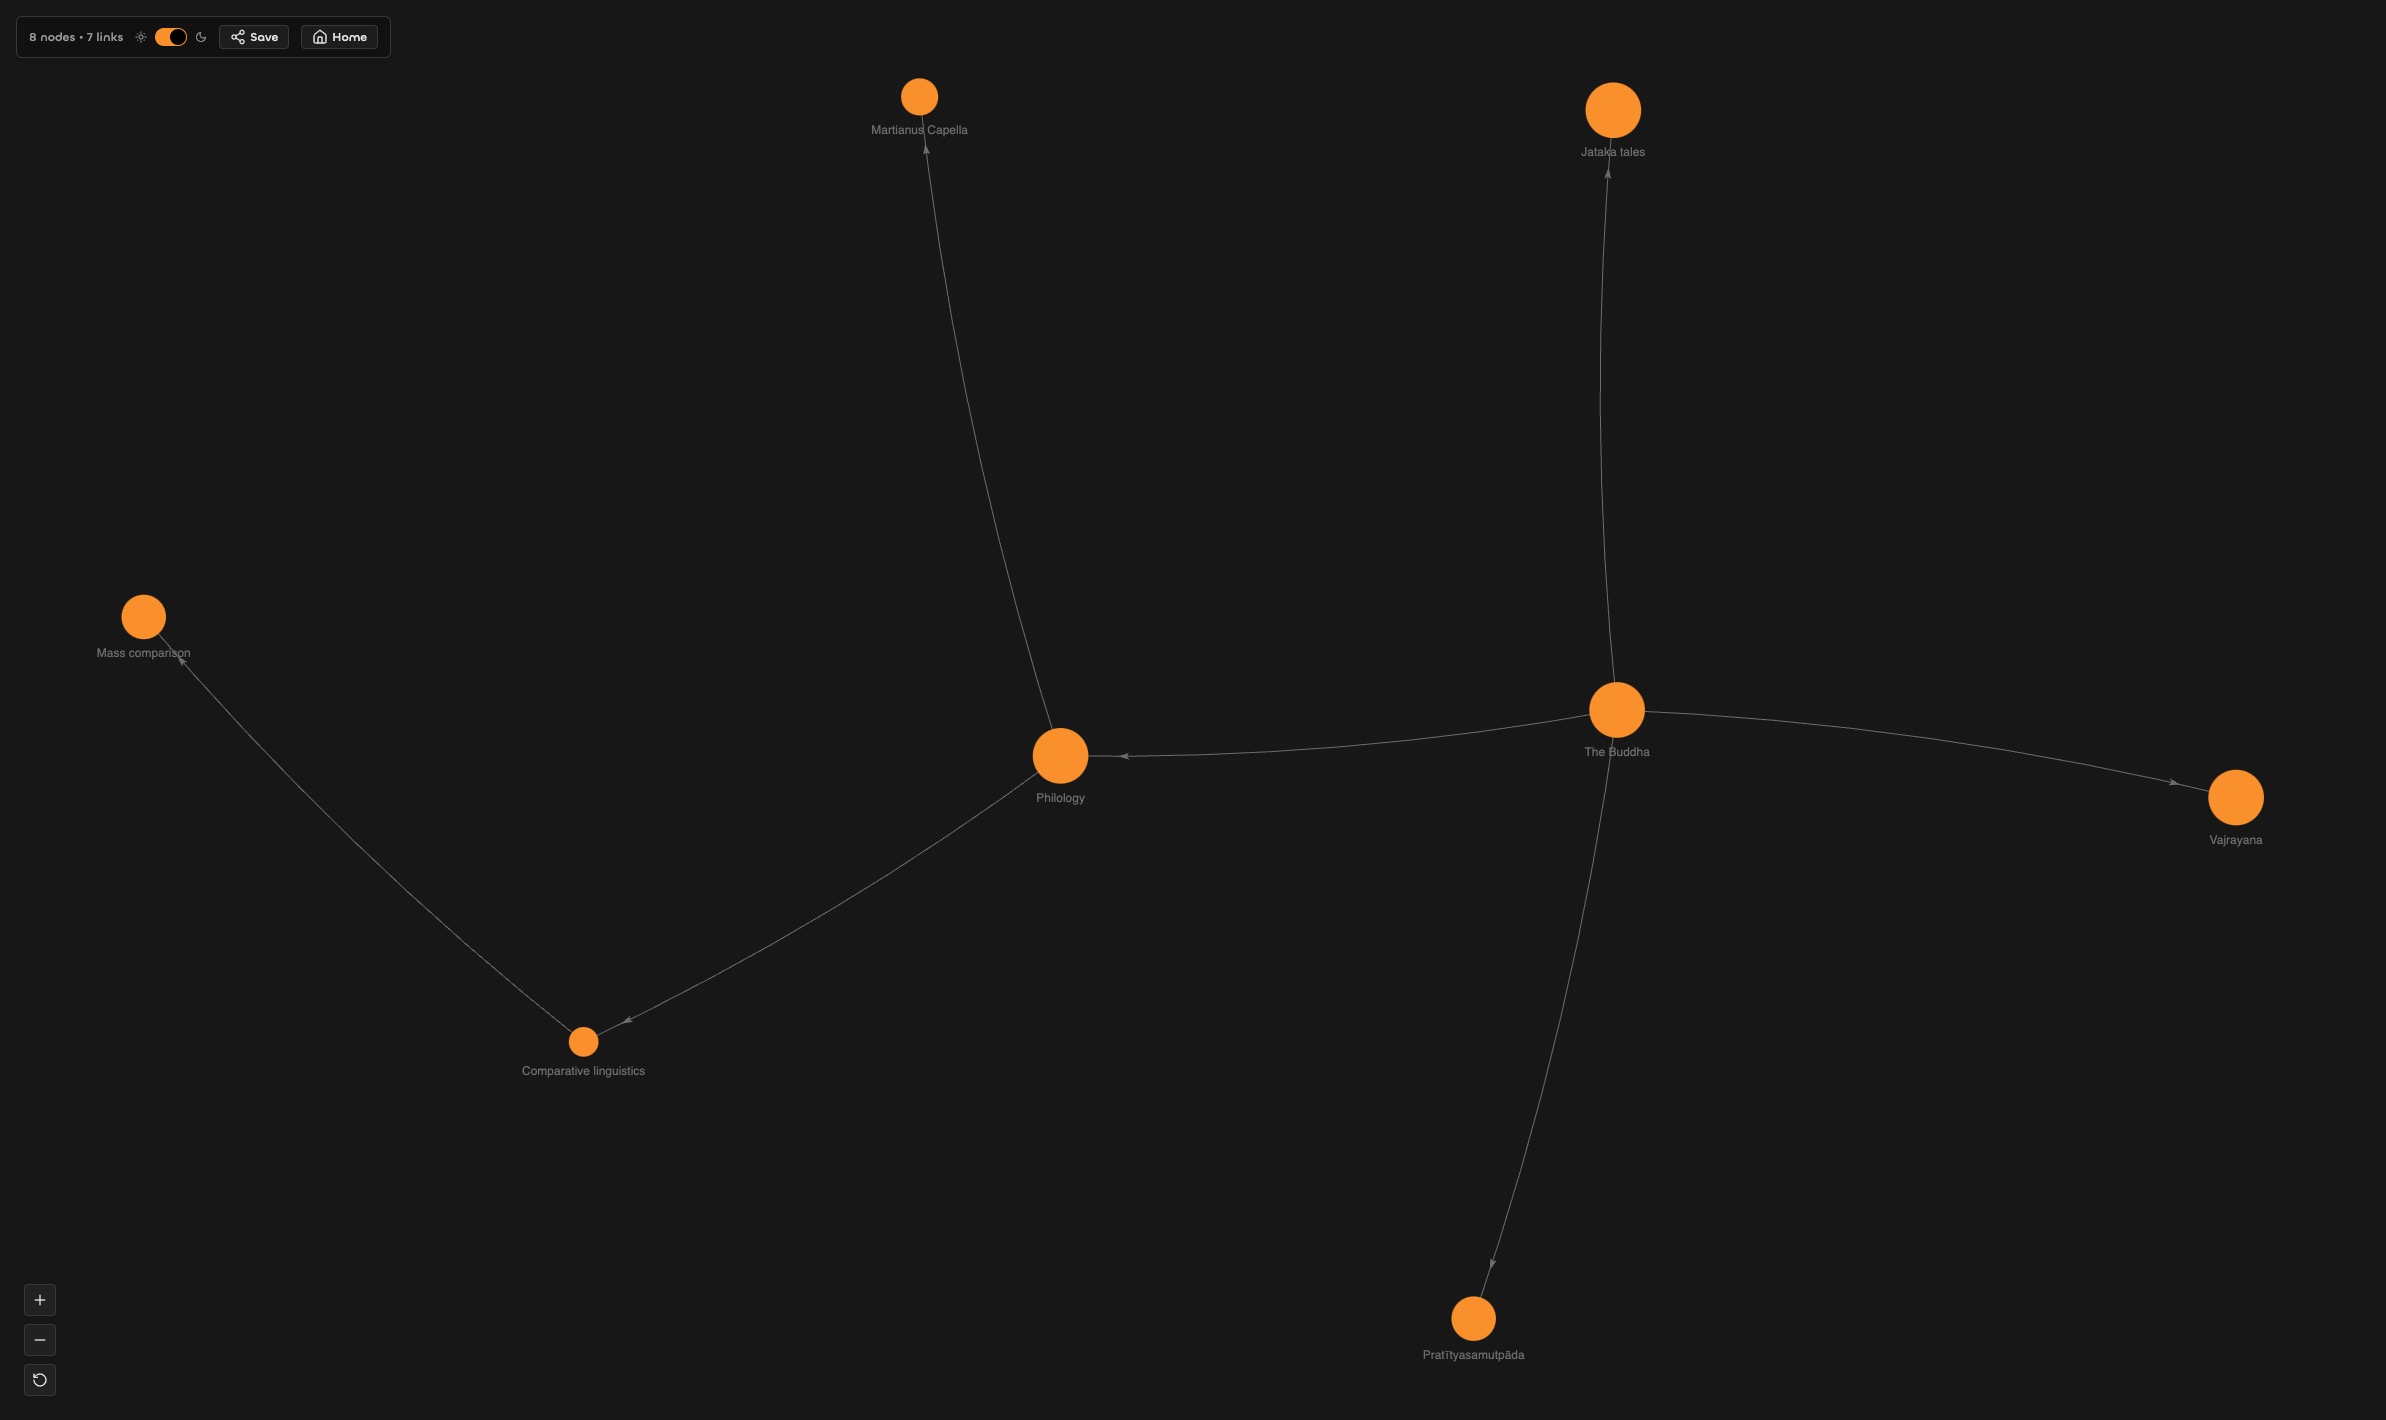 8 nodes • 7 links
Save
Home
Martianus Capella
Jataka tales
Mass comparison
The Buddha
Philology
Vajrayana
Comparative linguistics
Pratītyasamutpāda